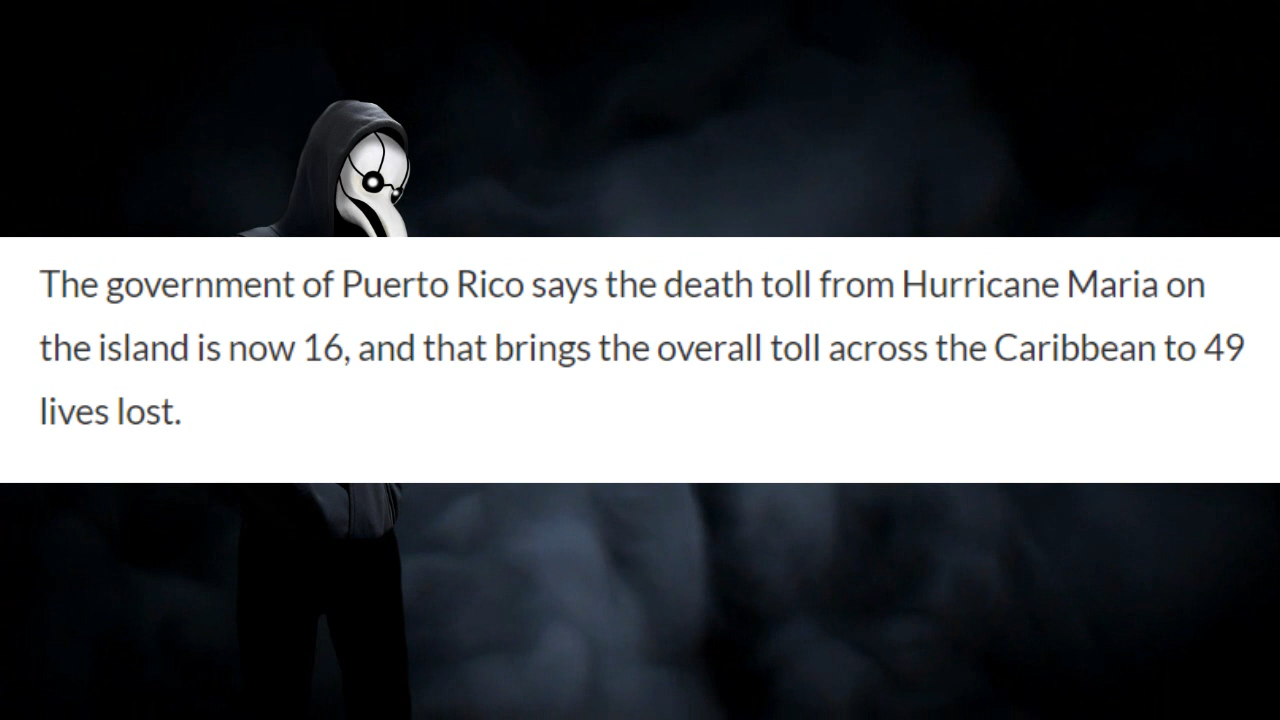 The government of Puerto Rico says the death toll from Hurricane Maria on
the island is now 16, and that brings the overall toll across the Caribbean to 49
lives lost.